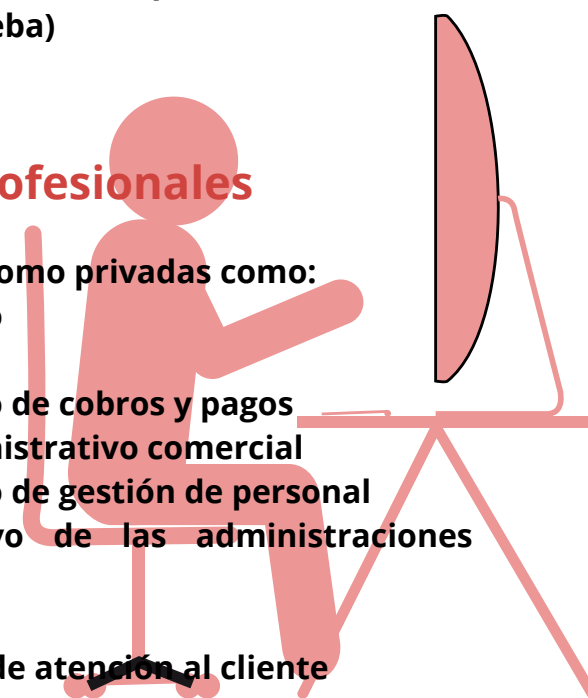 eba)
ofesionales
omo privadas como:
o
o de cobros y pagos
nistrativo comercial
o de gestión de personal
vo de las administraciones
de atención al cliente